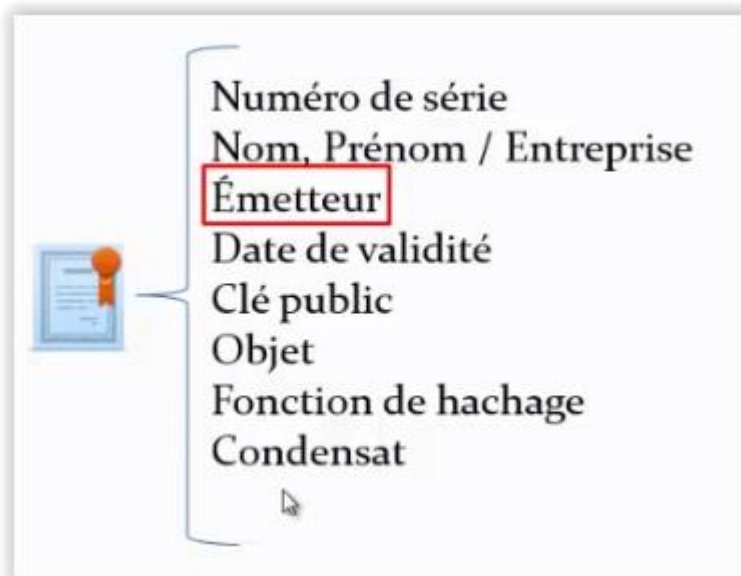 Numéro de série
Nom, Prénom / Entreprise
Émetteur
Date de validité
Clé public
Objet
Fonction de hachage
Condensat